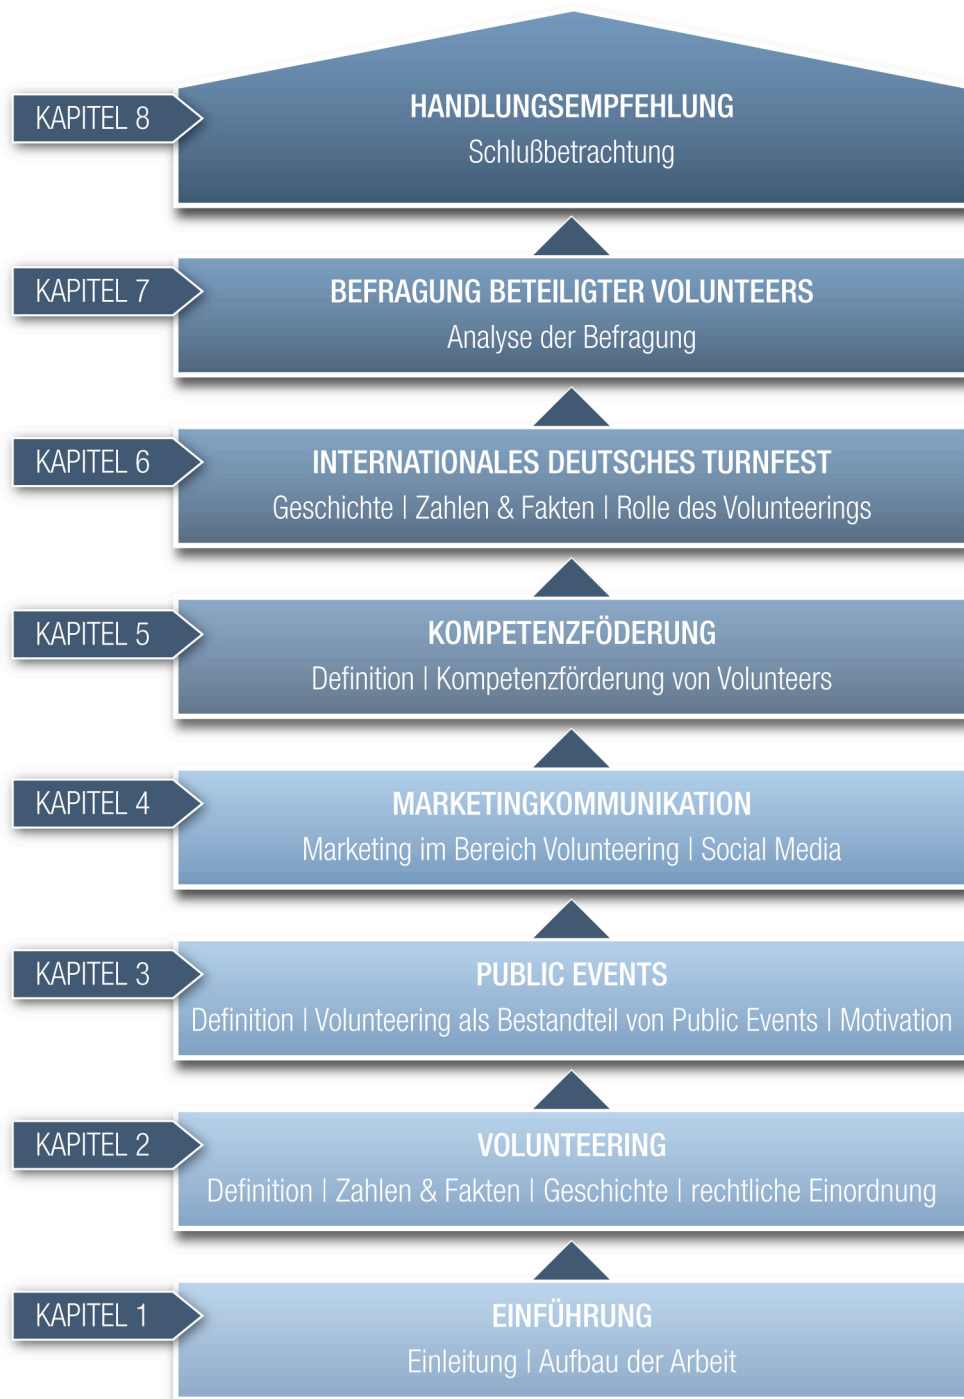 KAPITEL 8
HANDLUNGSEMPFEHLUNG
Schlußbetrachtung
KAPITEL 7
BEFRAGUNG BETEILIGTER VOLUNTEERS
Analyse der Befragung
KAPITEL 6
INTERNATIONALES DEUTSCHES TURNFEST
Geschichte | Zahlen & Fakten | Rolle des Volunteerings
KAPITEL 5
KOMPETENZFÖDERUNG
Definition | Kompetenzförderung von Volunteers
KAPITEL 4
MARKETINGKOMMUNIKATION
Marketing im Bereich Volunteering | Social Media
KAPITEL 3
PUBLIC EVENTS
Definition | Volunteering als Bestandteil von Public Events | Motivation
KAPITEL 2
VOLUNTEERING
Definition | Zahlen & Fakten | Geschichte | rechtliche Einordnung
KAPITEL 1
EINFÜHRUNG
Einleitung | Aufbau der Arbeit